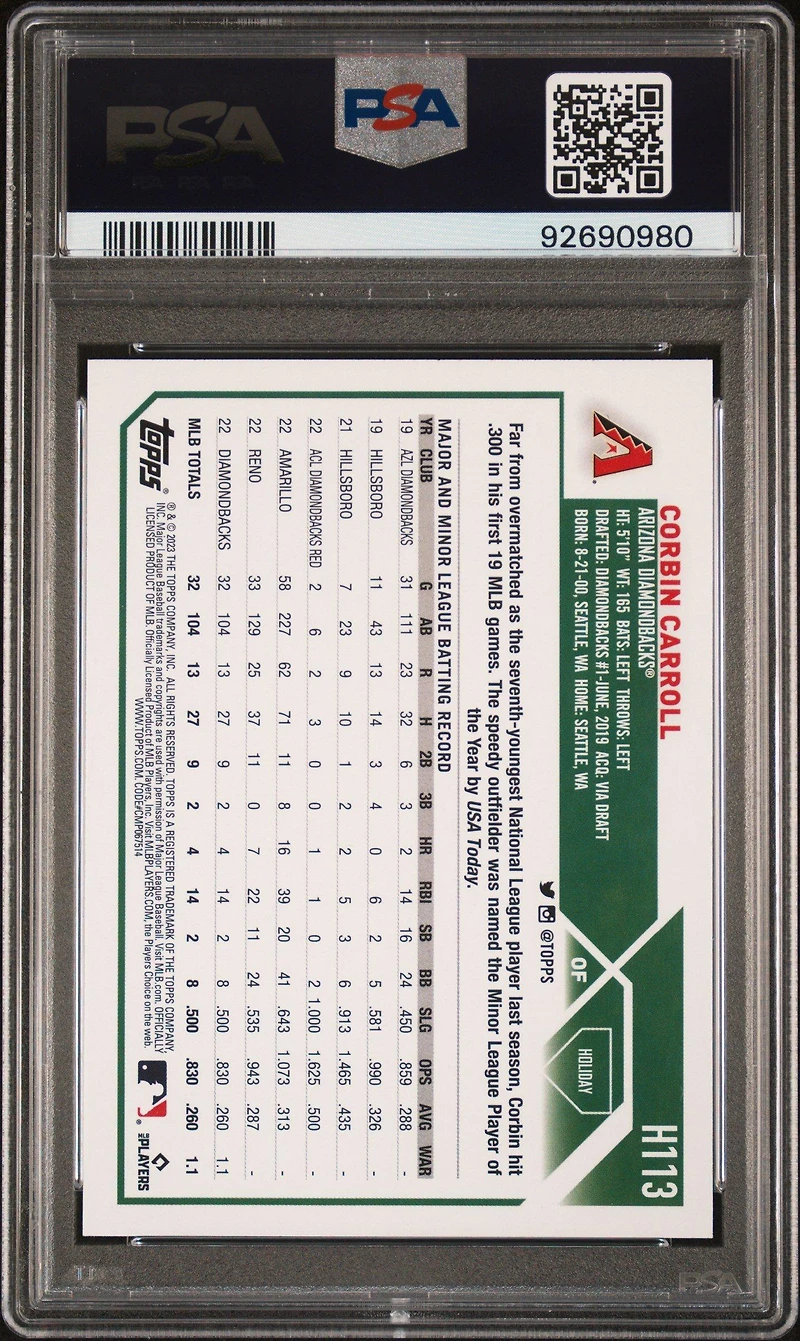 PSA
PSA
PSA PSA PSA
92690980
H113
CORBIN CARROLL
ARIZONA DIAMONDBACKS®
HT: 5'10" WT: 165 BATS: LEFT THROWS: LEFT
DRAFTED: DIAMONDBACKS #1-JUNE, 2019 ACQ: VIA DRAFT
BORN: 8-21-00, SEATTLE, WA HOME: SEATTLE, WA
HOLIDAY
OF
@TOPPS
Far from overmatched as the seventh-youngest National League player last season, Corbin hit
.300 in his first 19 MLB games. The speedy outfielder was named the Minor League Player of
the Year by USA Today.
MAJOR AND MINOR LEAGUE BATTING RECORD
YR CLUB G AB R H 2B 3B HR RBI SB BB SLG OPS AVG WAR
19 AZL DIAMONDBACKS 31 111 23 32 6 3 2 14 16 24 .450 .859 .288 -
19 HILLSBORO 11 43 13 14 3 4 0 6 2 5 .581 .990 .326 -
21 HILLSBORO 7 23 9 10 1 2 2 5 3 6 .913 1.465 .435 -
22 ACL DIAMONDBACKS RED 2 6 2 3 0 0 1 1 0 2 1.000 1.625 .500 -
22 AMARILLO 58 227 62 71 11 8 16 39 20 41 .643 1.073 .313 -
22 RENO 33 129 25 37 11 0 7 22 11 24 .535 .943 .287 -
22 DIAMONDBACKS 32 104 13 27 9 2 4 14 2 8 .500 .830 .260 1.1
MLB TOTALS 32 104 13 27 9 2 4 14 2 8 .500 .830 .260 1.1
topps®
® & © 2023 THE TOPPS COMPANY, INC. ALL RIGHTS RESERVED. TOPPS IS A REGISTERED TRADEMARK OF THE TOPPS COMPANY,
INC. Major League Baseball trademarks and copyrights are used with permission of Major League Baseball. Visit MLB.com. OFFICIALLY
LICENSED PRODUCT OF MLB. Officially Licensed Product of MLB Players, Inc. Visit MLBPLAYERS.COM, the Players Choice on the web.
WWW.TOPPS.COM. CODE#CMP067514
MLB PLAYERS
PSA